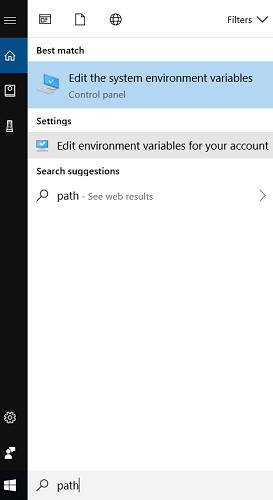 Filters
Best match
Edit the system environment variables
Control panel
Settings
Edit environment variables for your account
Search suggestions
path - See web results
path